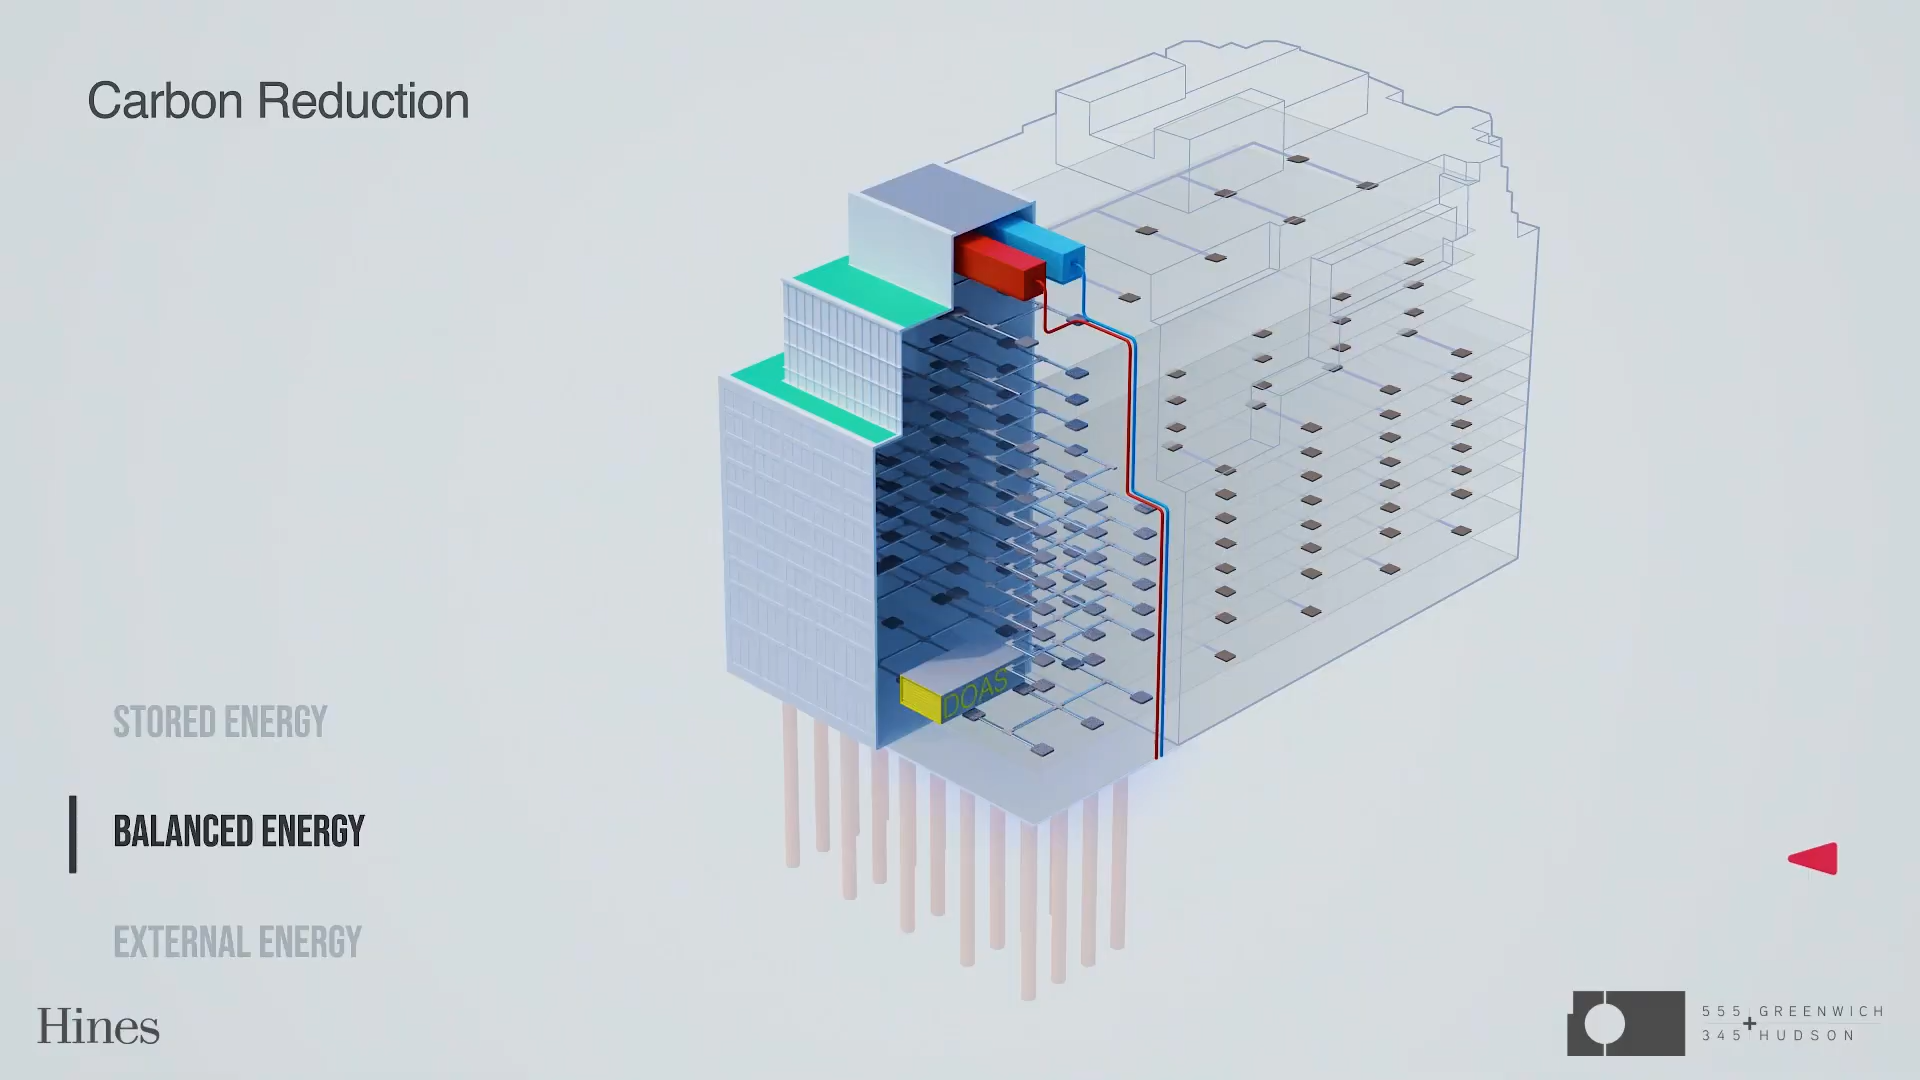 Carbon Reduction
DOAS
STORED ENERGY
BALANCED ENERGY
EXTERNAL ENERGY
Hines
555 GREENWICH
+
345 HUDSON